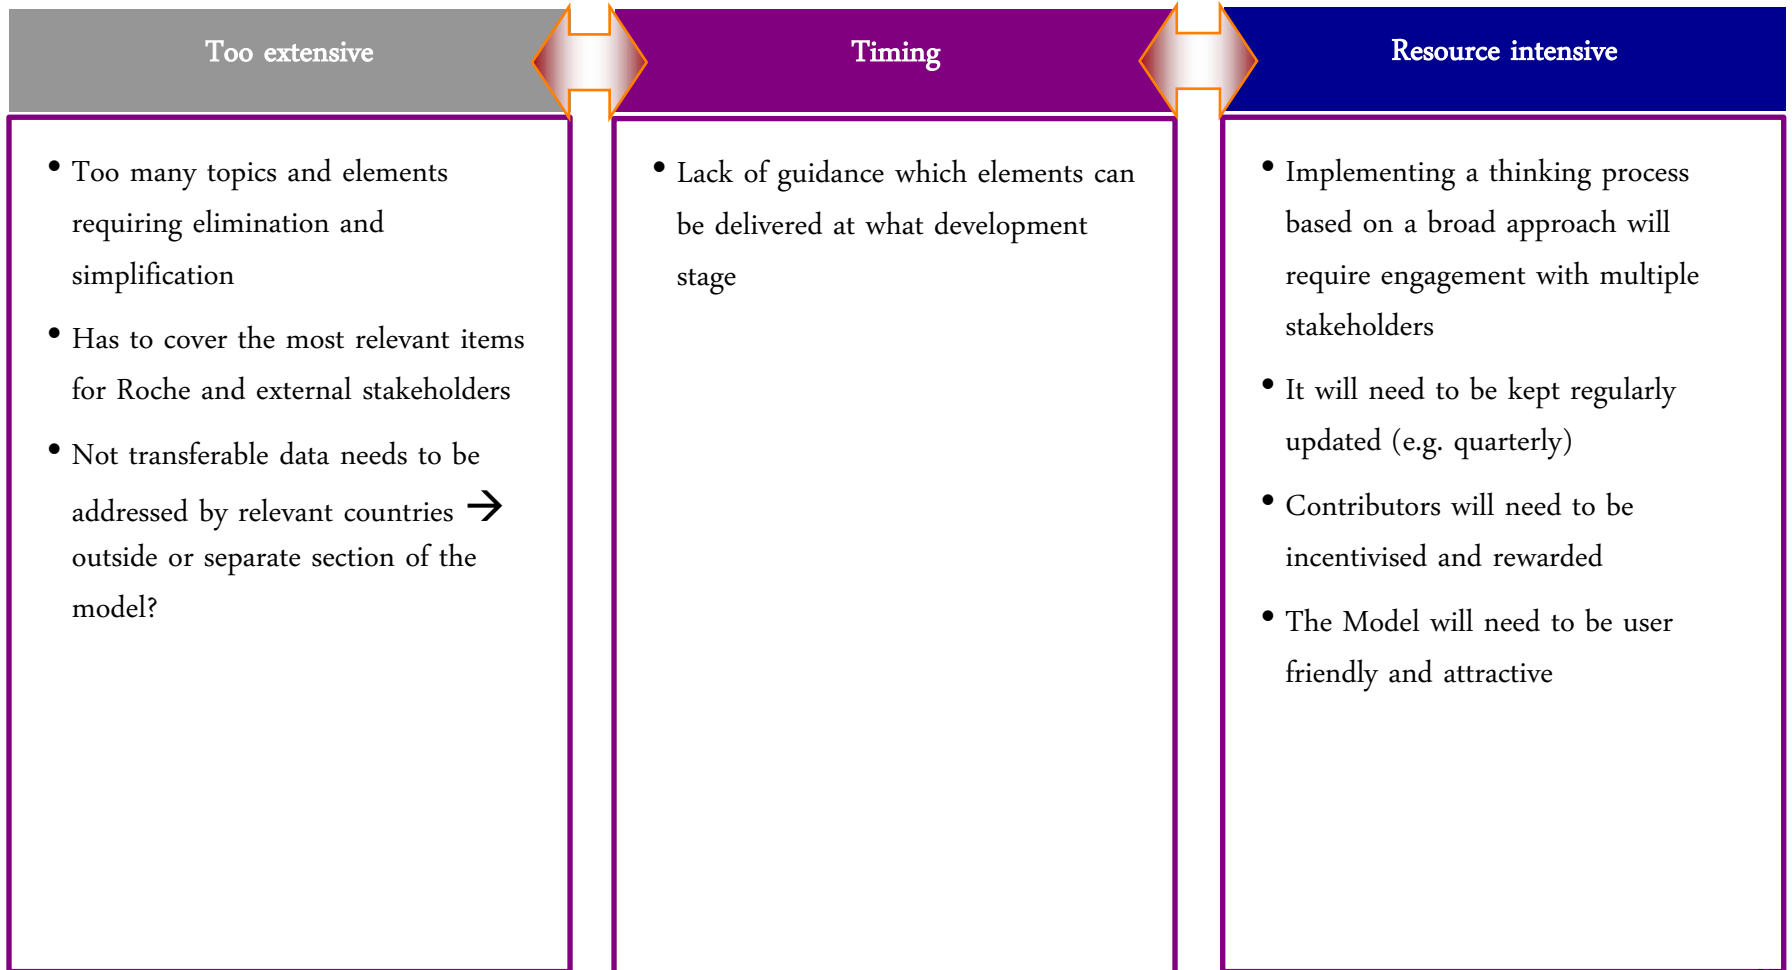 Too extensive
Timing
Resource intensive
• Too many topics and elements
requiring elimination and
simplification
• Has to cover the most relevant items
for Roche and external stakeholders
• Not transferable data needs to be
addressed by relevant countries →
outside or separate section of the
model?
• Lack of guidance which elements can
be delivered at what development
stage
• Implementing a thinking process
based on a broad approach will
require engagement with multiple
stakeholders
• It will need to be kept regularly
updated (e.g. quarterly)
• Contributors will need to be
incentivised and rewarded
• The Model will need to be user
friendly and attractive